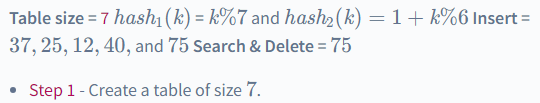 Table size = 7 hash₁(k) = k%7 and hash₂(k) = 1 + k%6 Insert =
37, 25, 12, 40, and 75 Search & Delete = 75
• Step 1 - Create a table of size 7.